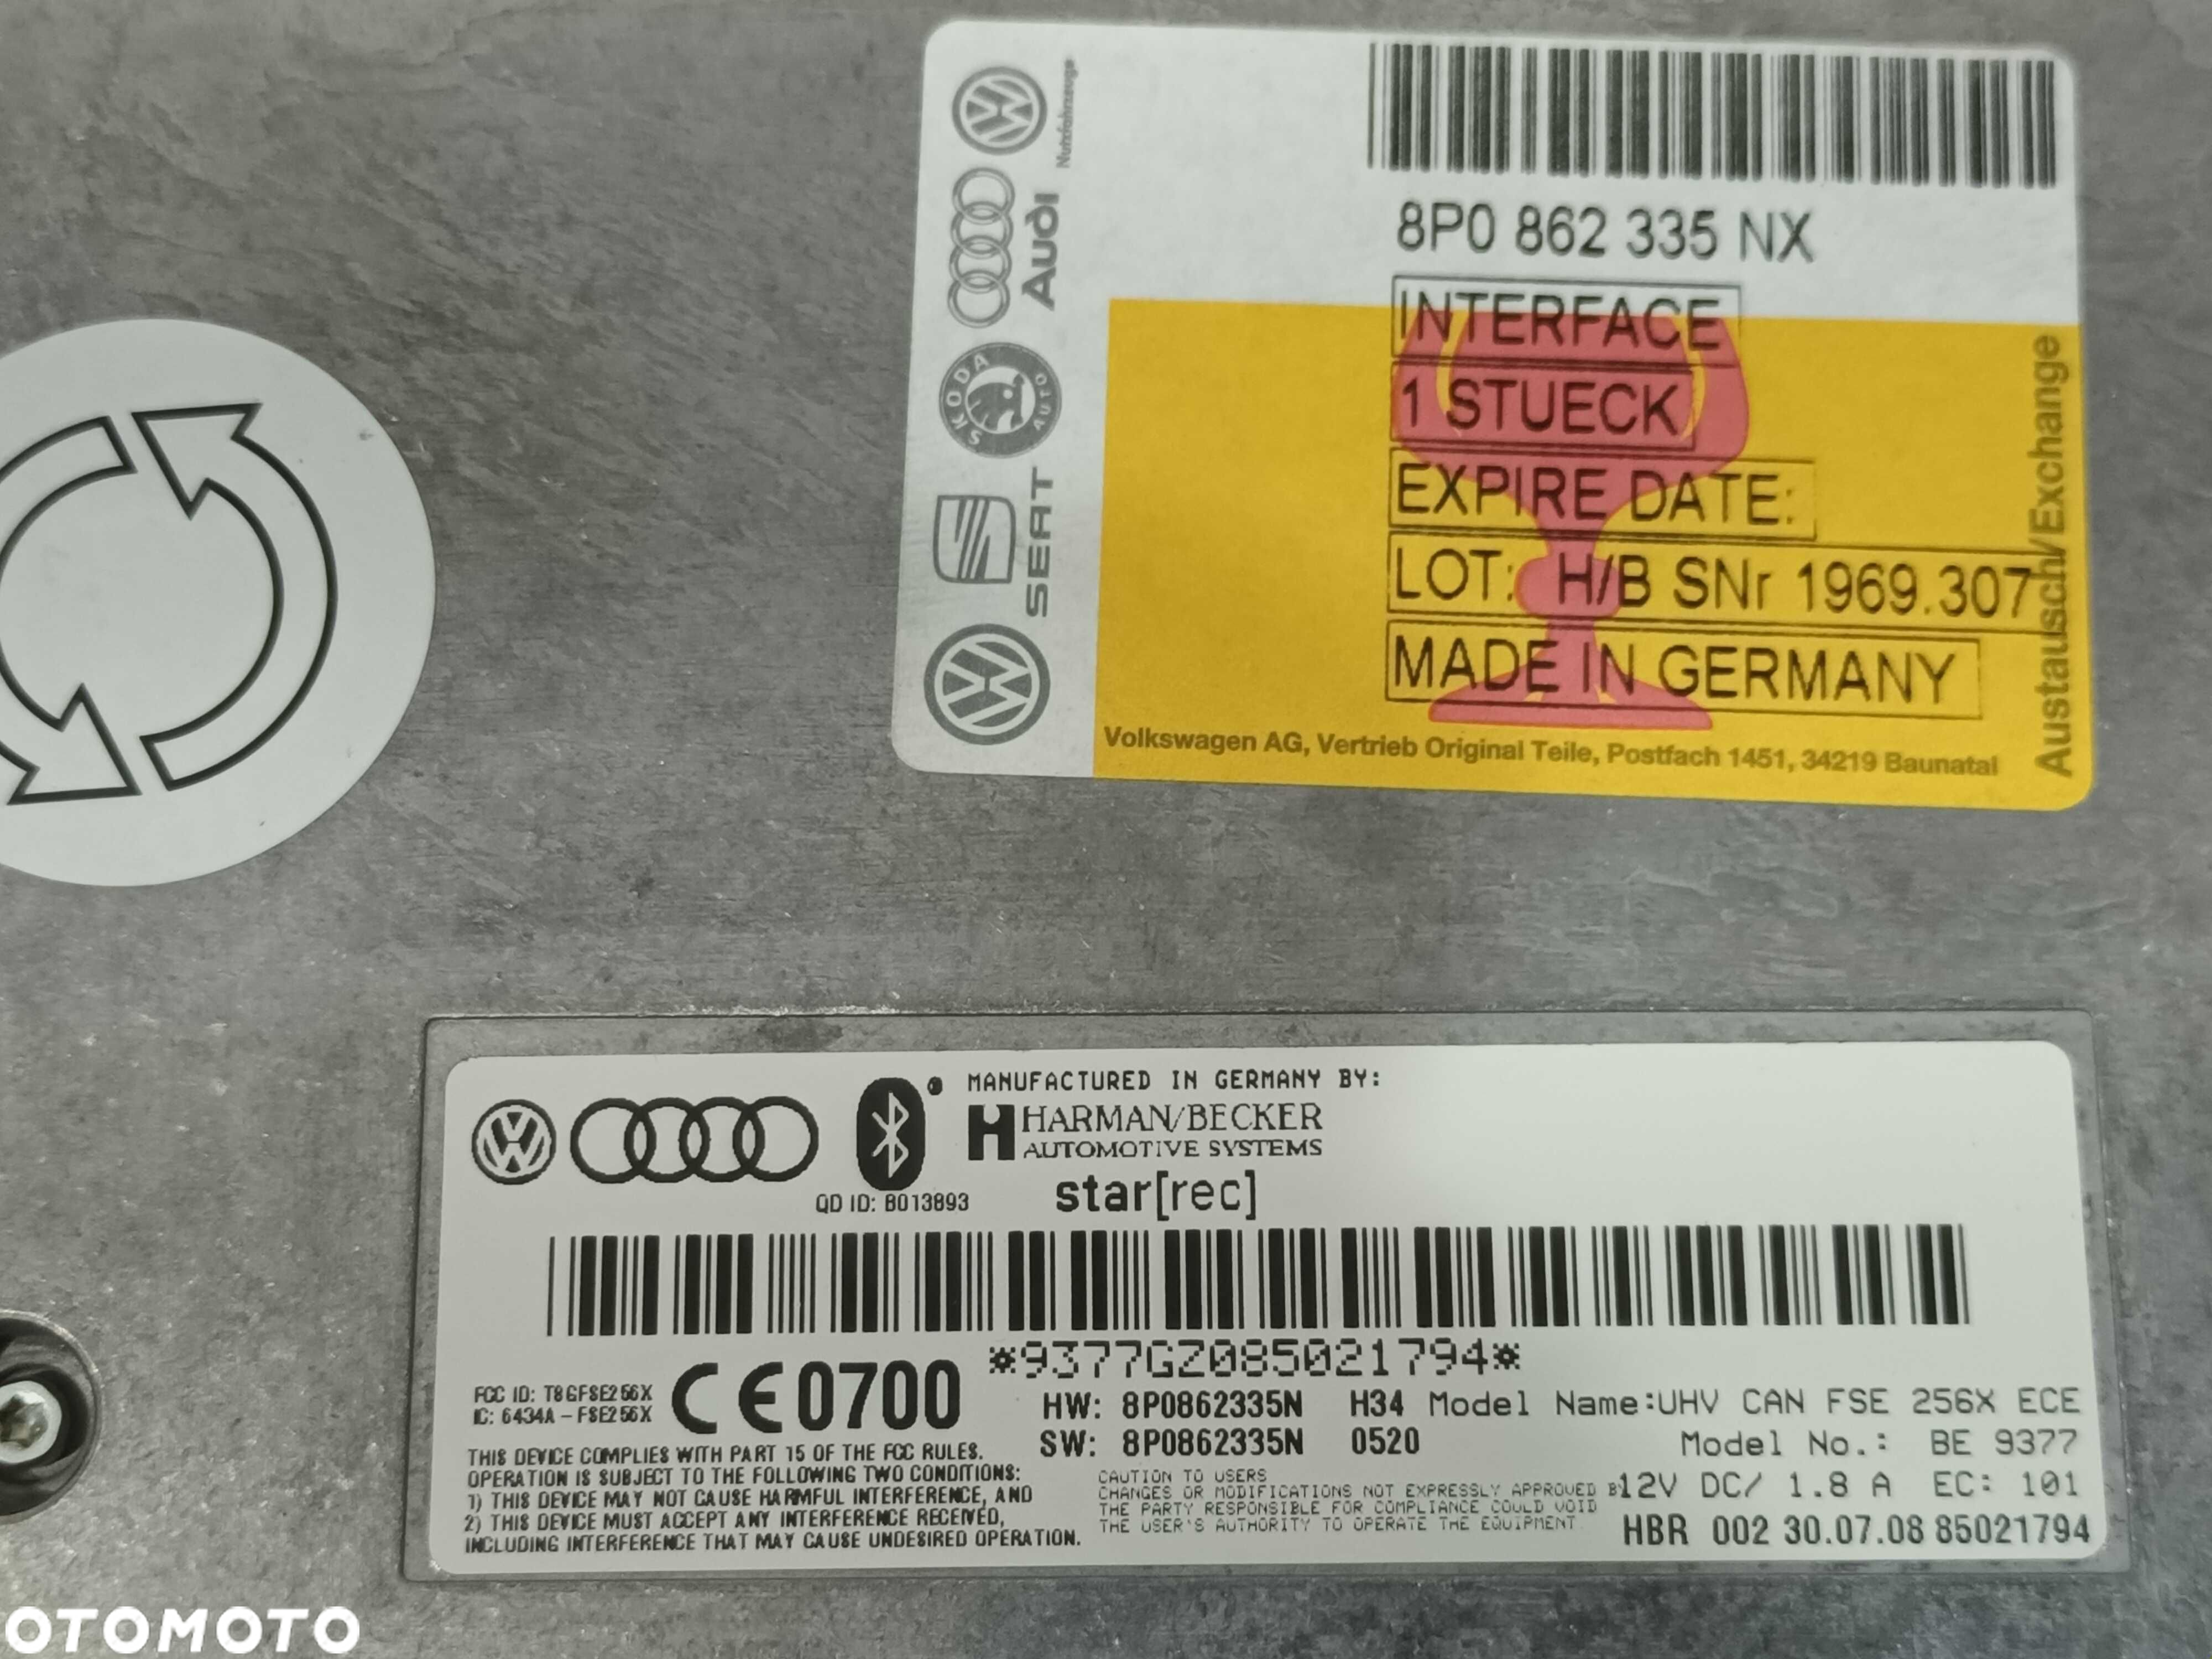 Nutzfahrzeuge
Audi
SKODA
AUTO
SEAT
8P0 862 335 NX
INTERFACE
1 STUECK
EXPIRE DATE:
LOT: H/B SNr 1969.307
MADE IN GERMANY
Volkswagen AG, Vertrieb Original Teile, Postfach 1451, 34219 Baunatal
Austausch/Exchange
MANUFACTURED IN GERMANY BY:
HARMAN/BECKER
AUTOMOTIVE SYSTEMS
QD ID: B013893
star[rec]
*9377GZ085021794*
FCC ID: T8GFSE256X
IC: 6434A-FSE256X
CE0700
HW: 8P0862335N H34
SW: 8P0862335N 0520
Model Name:UHV CAN FSE 256X ECE
Model No.: BE 9377
12V DC/ 1.8 A EC: 101
HBR 002 30.07.08 85021794
THIS DEVICE COMPLIES WITH PART 15 OF THE FCC RULES.
OPERATION IS SUBJECT TO THE FOLLOWING TWO CONDITIONS:
1) THIS DEVICE MAY NOT CAUSE HARMFUL INTERFERENCE, AND
2) THIS DEVICE MUST ACCEPT ANY INTERFERENCE RECEIVED,
INCLUDING INTERFERENCE THAT MAY CAUSE UNDESIRED OPERATION.
CAUTION TO USERS
CHANGES OR MODIFICATIONS NOT EXPRESSLY APPROVED BY
THE PARTY RESPONSIBLE FOR COMPLIANCE COULD VOID
THE USER'S AUTHORITY TO OPERATE THE EQUIPMENT.
OTOMOTO